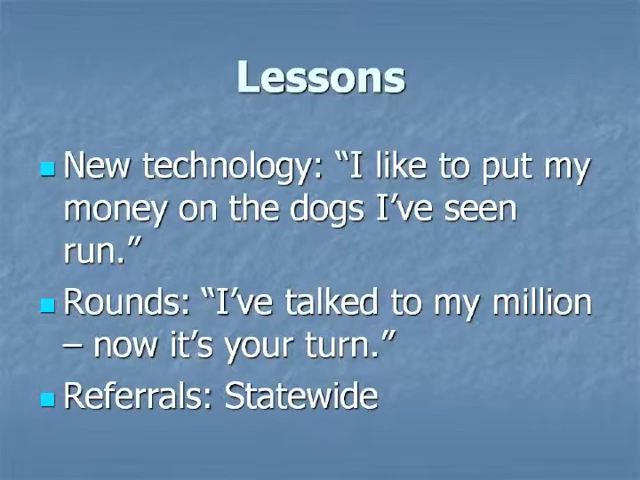 Lessons
New technology: “I like to put my
money on the dogs I’ve seen
run.”
Rounds: “I’ve talked to my million
– now it’s your turn.”
Referrals: Statewide